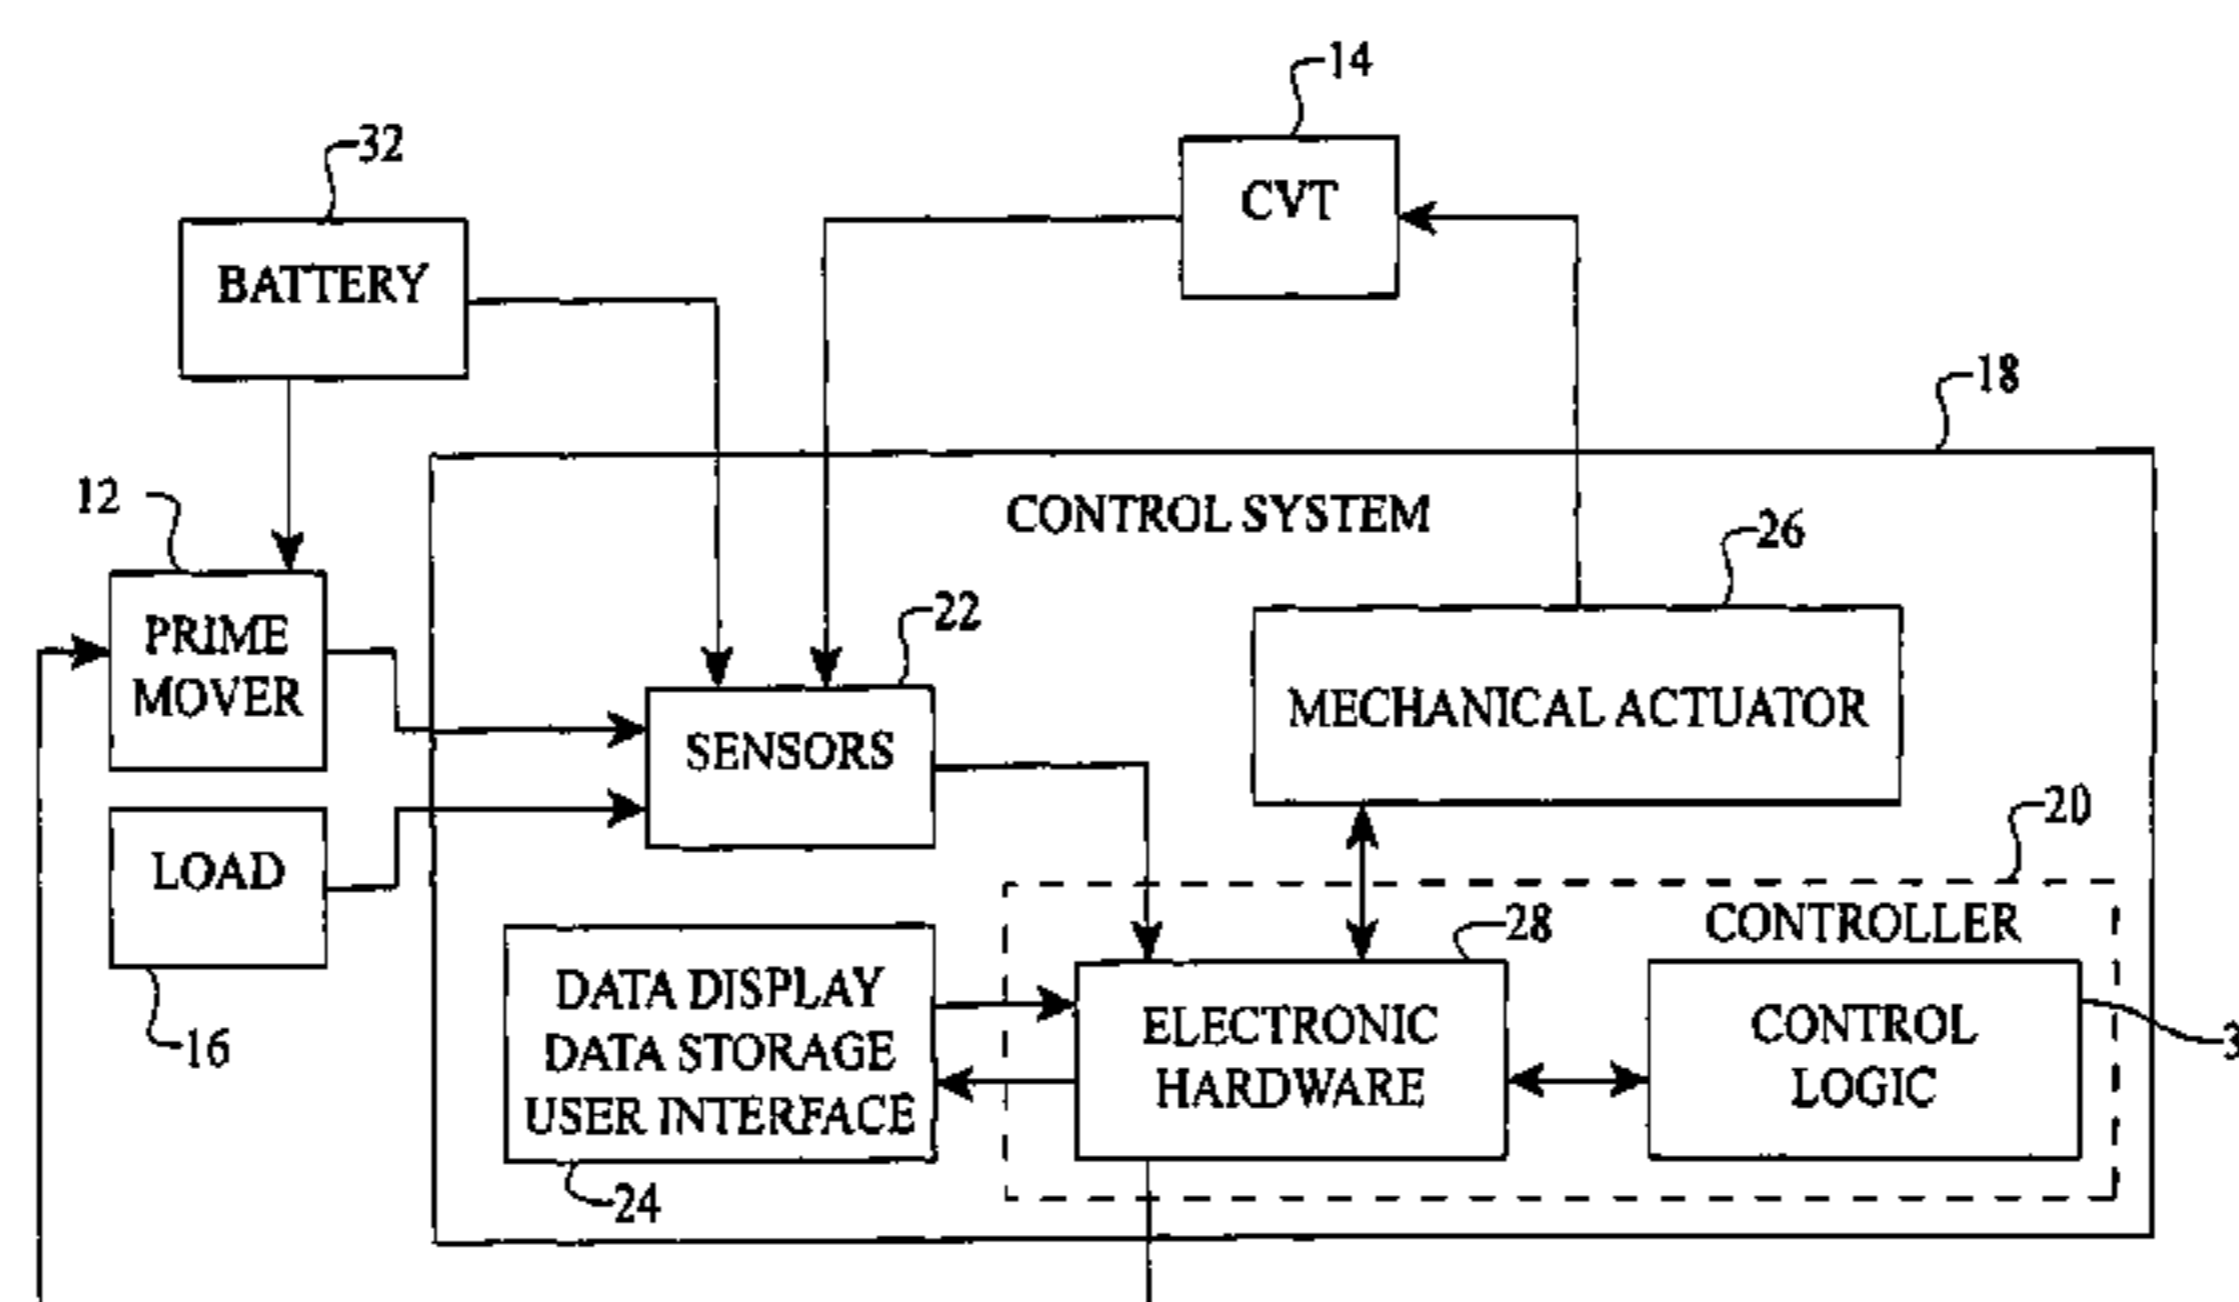 14
32
CVT
BATTERY
18
12
CONTROL SYSTEM
26
22
PRIME
MOVER
MECHANICAL ACTUATOR
SENSORS
20
LOAD
CONTROLLER
28
DATA DISPLAY
DATA STORAGE
USER INTERFACE
ELECTRONIC
HARDWARE
CONTROL
LOGIC
16
24